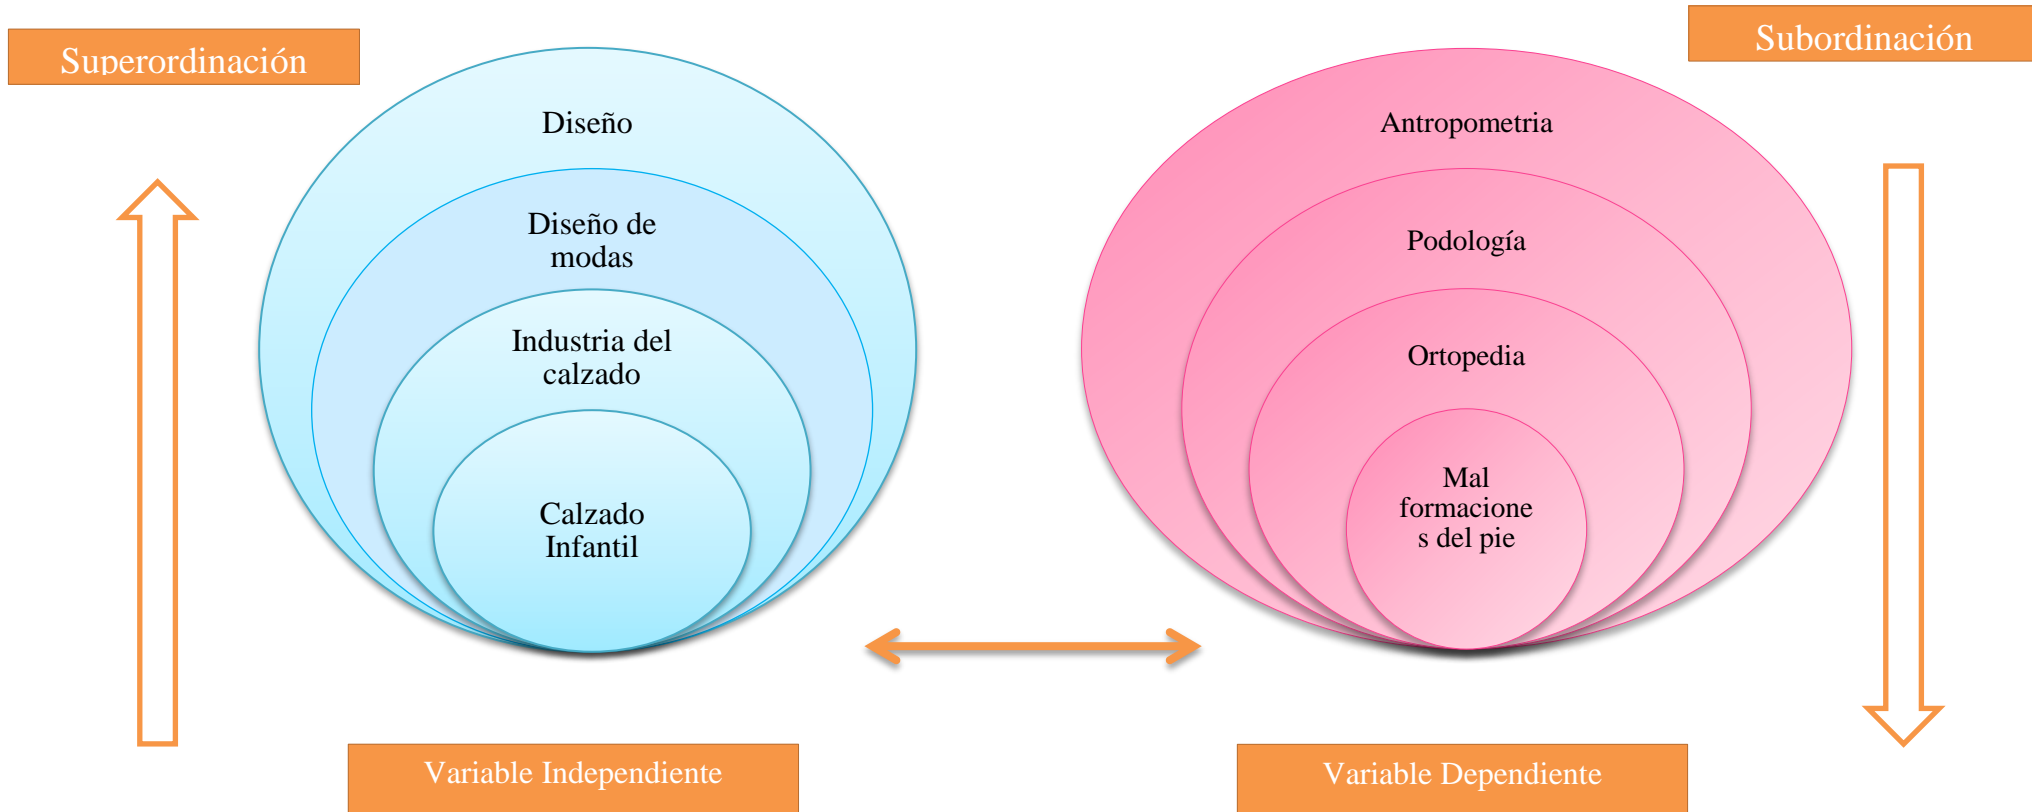 Superordinación
Subordinación
Diseño
Diseño de
modas
Industria del
calzado
Calzado
Infantil
Antropometria
Podología
Ortopedia
Mal
formacione
s del pie
Variable Independiente
Variable Dependiente